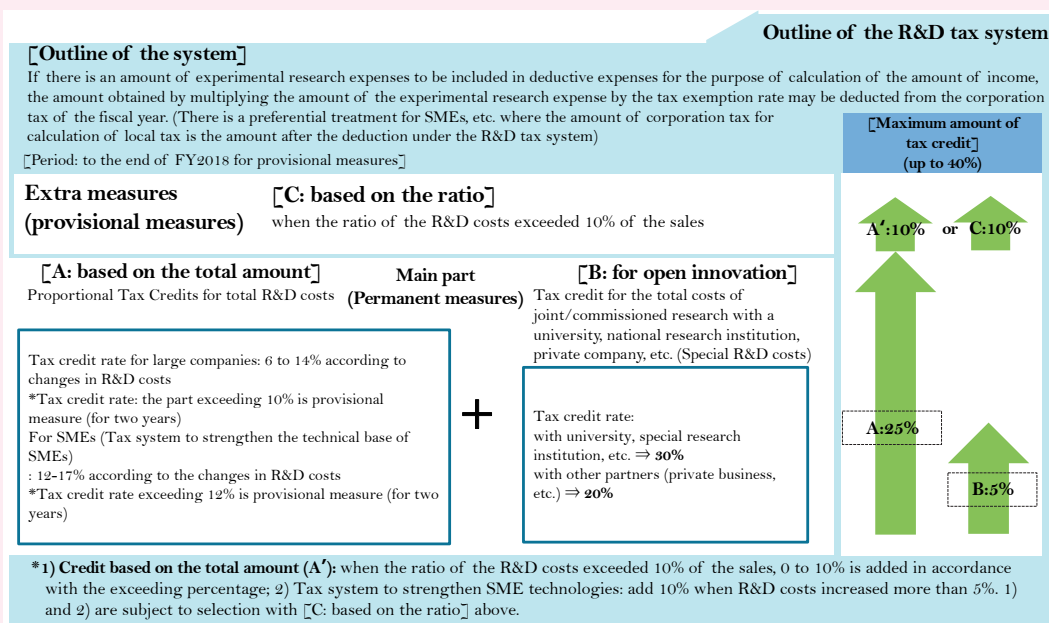 Outline of the R&D tax system
[Outline of the system]
If there is an amount of experimental research expenses to be included in deductive expenses for the purpose of calculation of the amount of income,
the amount obtained by multiplying the amount of the experimental research expense by the tax exemption rate may be deducted from the corporation
tax of the fiscal year. (There is a preferential treatment for SMEs, etc. where the amount of corporation tax for
calculation of local tax is the amount after the deduction under the R&D tax system)
[Period: to the end of FY2018 for provisional measures]
[Maximum amount of
tax credit]
(up to 40%)
Extra measures
(provisional measures)
[C: based on the ratio]
when the ratio of the R&D costs exceeded 10% of the sales
A′:10% or C:10%
[A: based on the total amount]
Proportional Tax Credits for total R&D costs
Main part
(Permanent measures)
[B: for open innovation]
Tax credit for the total costs of
joint/commissioned research with a
university, national research institution,
private company, etc. (Special R&D costs)
Tax credit rate for large companies: 6 to 14% according to
changes in R&D costs
*Tax credit rate: the part exceeding 10% is provisional
measure (for two years)
For SMEs (Tax system to strengthen the technical base of
SMEs)
: 12-17% according to the changes in R&D costs
*Tax credit rate exceeding 12% is provisional measure (for two
years)
+
Tax credit rate:
with university, special research
institution, etc. ⇒ 30%
with other partners (private business,
etc.) ⇒ 20%
A:25%
B:5%
*1) Credit based on the total amount (A′): when the ratio of the R&D costs exceeded 10% of the sales, 0 to 10% is added in accordance
with the exceeding percentage; 2) Tax system to strengthen SME technologies: add 10% when R&D costs increased more than 5%. 1)
and 2) are subject to selection with [C: based on the ratio] above.